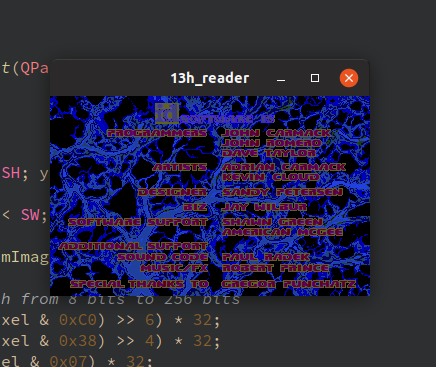 t(QPa
13h_reader
id SOFTWARE IS
PROGRAMMERS JOHN CARMACK
JOHN ROMERO
DAVE TAYLOR
ARTISTS ADRIAN CARMACK
KEVIN CLOUD
DESIGNER SANDY PETERSEN
BIZ JAY WILBUR
SOFTWARE SUPPORT SHAWN GREEN
AMERICAN MCGEE
ADDITIONAL SUPPORT
SOUND CODE PAUL RADEK
MUSIC/FX ROBERT PRINCE
SPECIAL THANKS TO GREGOR PUNCHATZ
SH; y
< SW;
mImag
h from 8 bits to 256 bits
xel & 0xC0) >> 6) * 32;
xel & 0x38) >> 4) * 32;
el & 0x07) * 32;